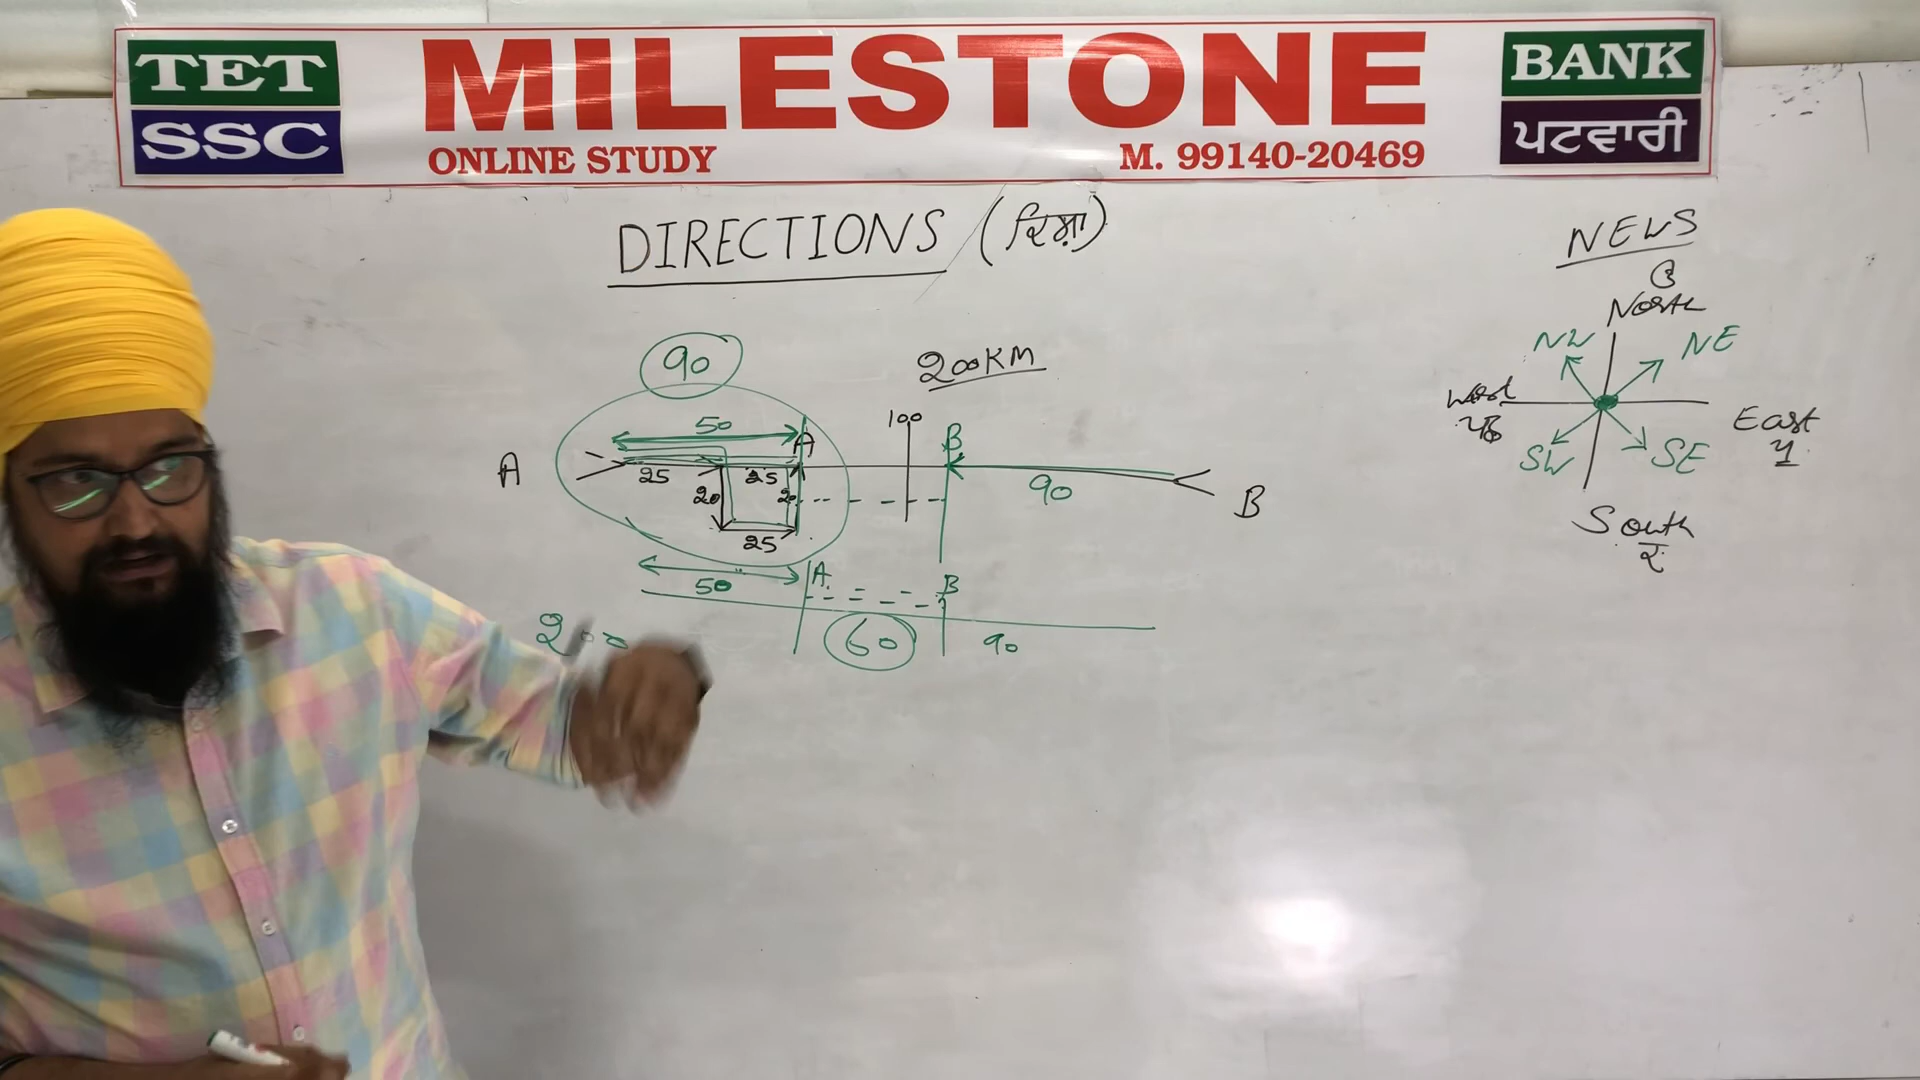 TET
SSC
MILESTONE
ONLINE STUDY
M. 99140-20469
BANK
ਪਟਵਾਰੀ
DIRECTIONS (ਦਿਸ਼ਾ)
NEWS
ੳ
North
NW
NE
West
East
ਪੂ
SW
SE
South
ਦ
90
200KM
50
A
100
B
A
25
25
20
20
90
B
25
50
A
B
200
60
90